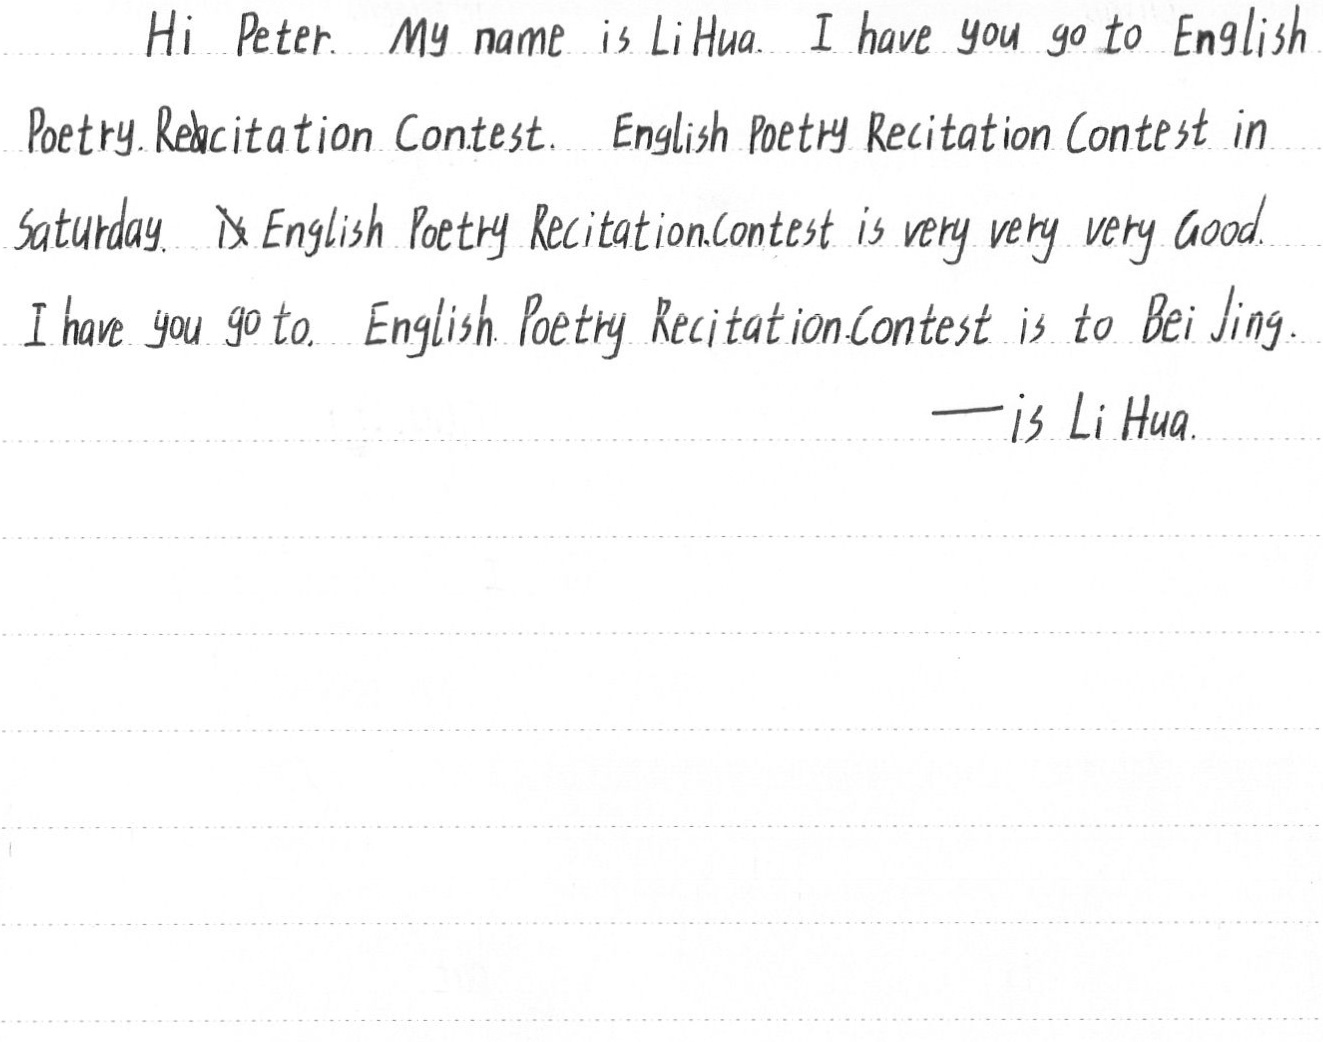 Hi Peter. My name is Li Hua. I have you go to English
Poetry. Recitation Contest. English Poetry Recitation Contest in
Saturday. English Poetry Recitation.Contest is very very very Good.
I have you go to. English Poetry Recitation.Contest is to Bei Jing.
—is Li Hua.